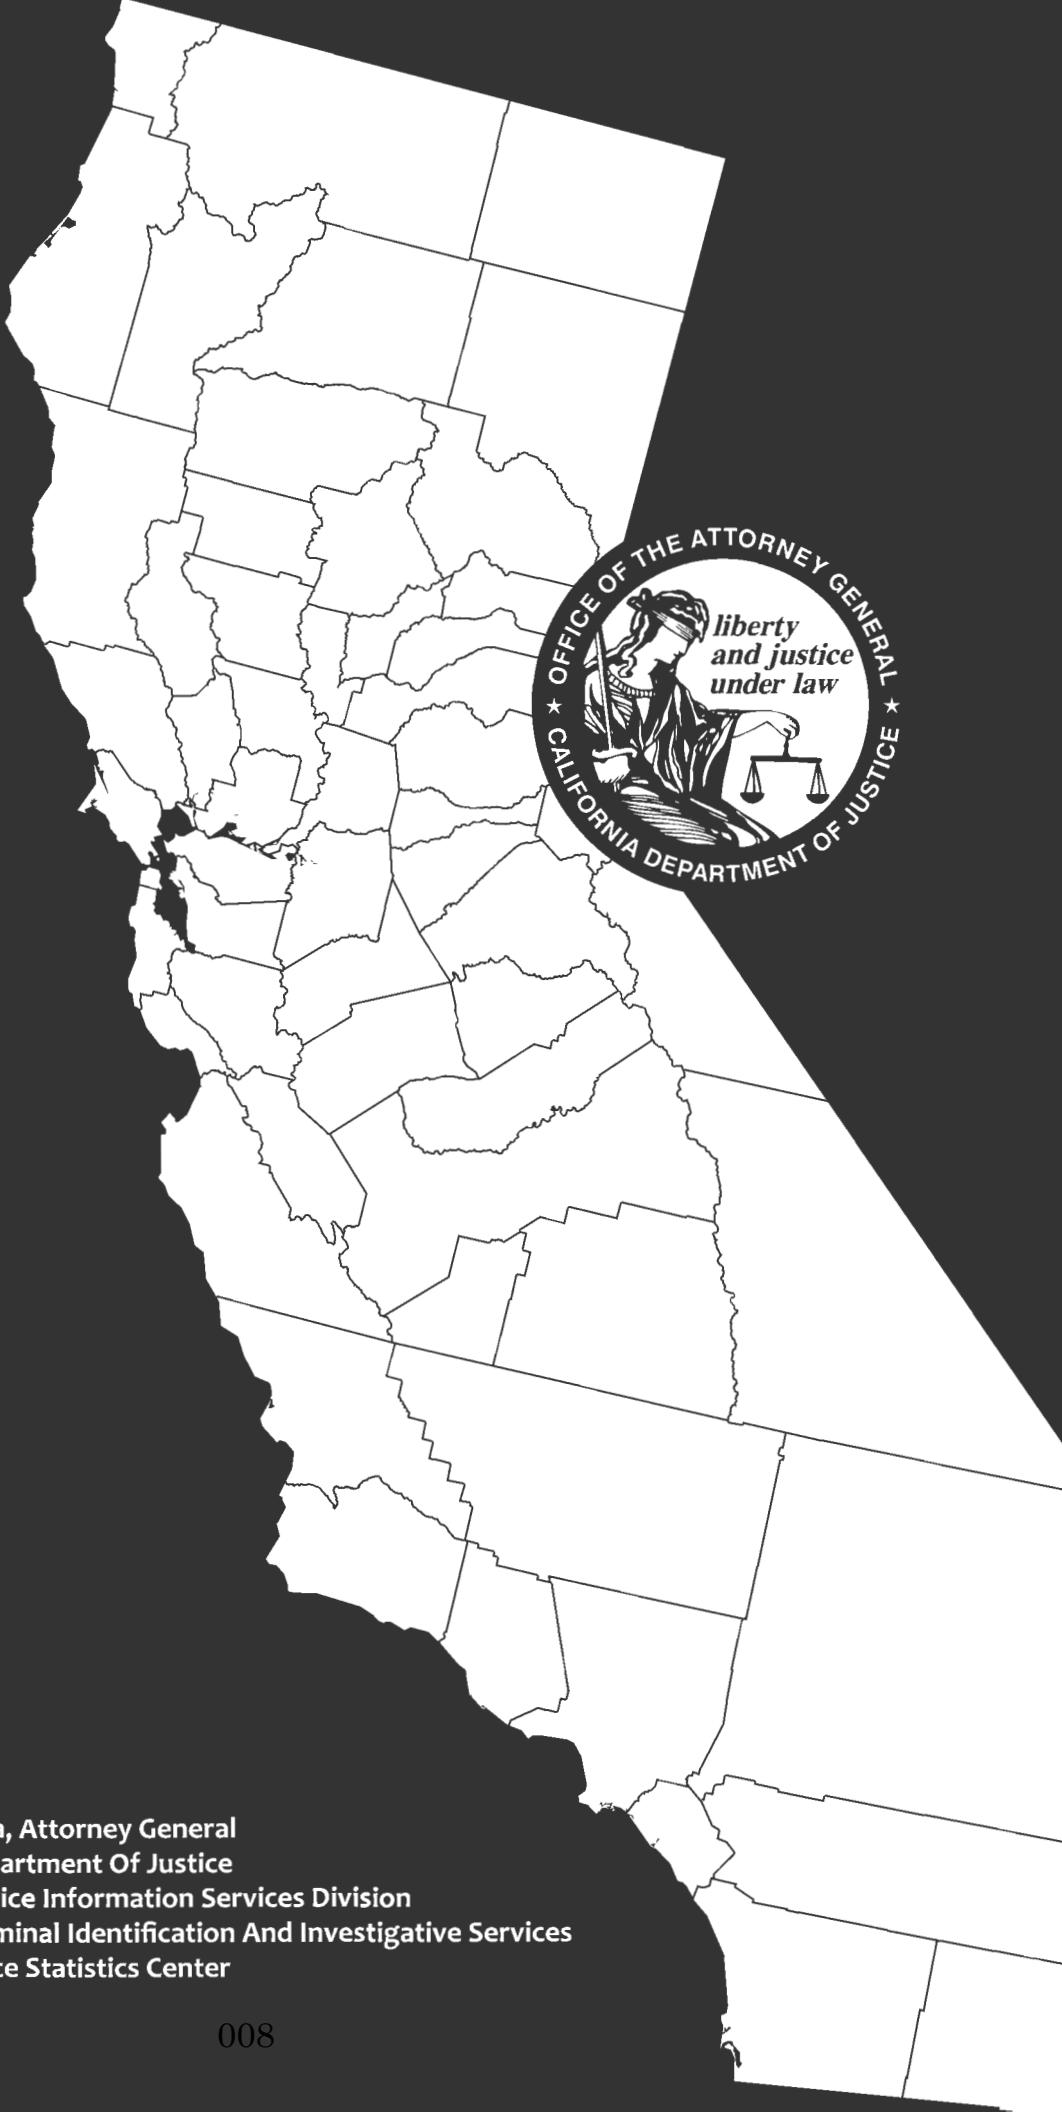 OFFICE OF THE ATTORNEY GENERAL
liberty
and justice
under law
★ CALIFORNIA DEPARTMENT OF JUSTICE ★
, Attorney General
artment Of Justice
ice Information Services Division
minal Identification And Investigative Services
e Statistics Center
008